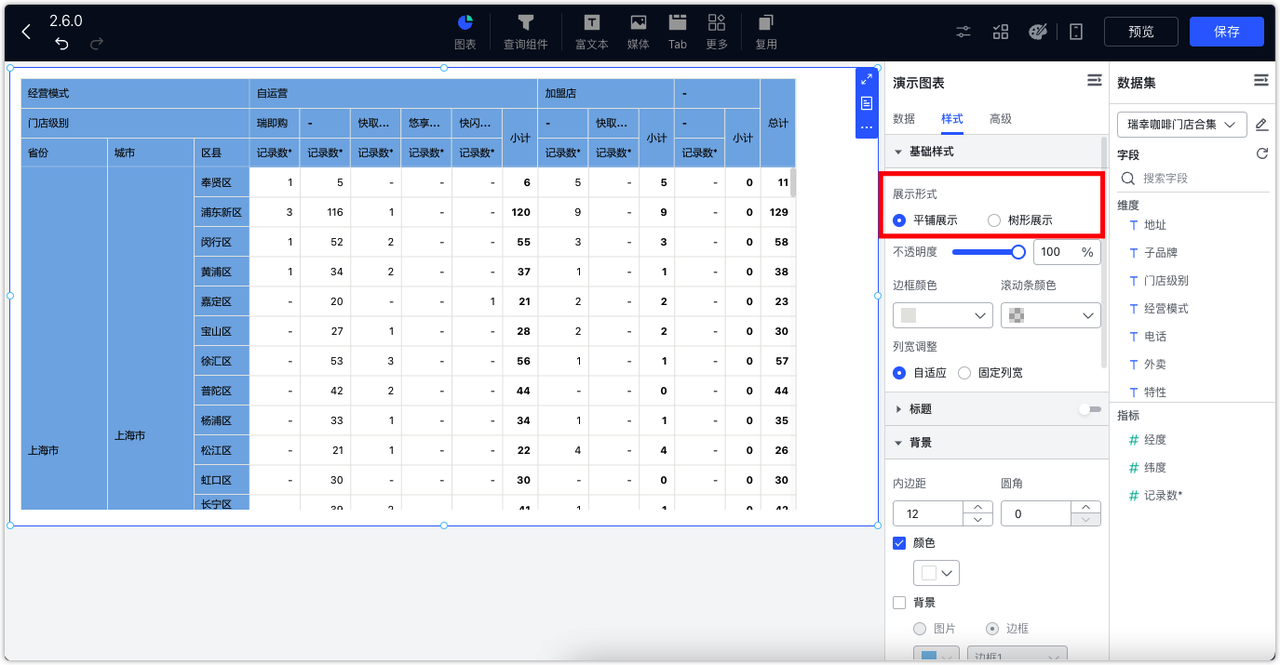 2.6.0
图表
查询组件
富文本
媒体
Tab
更多
复用
预览
保存
经营模式 自运营 加盟店 - 总计
门店级别 瑞即购 - 快取... 悠享... 快闪... 小计 - 快取... 小计 - 小计
省份 城市 区县 记录数* 记录数* 记录数* 记录数* 记录数* 记录数* 记录数* 记录数*
奉贤区 1 5 - - - 6 5 - 5 - 0 11
浦东新区 3 116 1 - - 120 9 - 9 - 0 129
闵行区 1 52 2 - - 55 3 - 3 - 0 58
黄浦区 1 34 2 - - 37 1 - 1 - 0 38
嘉定区 - 20 - - 1 21 2 - 2 - 0 23
宝山区 - 27 1 - - 28 2 - 2 - 0 30
徐汇区 - 53 3 - - 56 1 - 1 - 0 57
普陀区 - 42 2 - - 44 - - 0 - 0 44
杨浦区 - 33 1 - - 34 1 - 1 - 0 35
上海市 上海市 松江区 - 21 1 - - 22 4 - 4 - 0 26
虹口区 - 30 - - - 30 - - 0 - 0 30
长宁区 - 39 2 - - 41 1 - 1 - 0 42
演示图表
数据 样式 高级
基础样式
展示形式
平铺展示 树形展示
不透明度 100 %
边框颜色 滚动条颜色
列宽调整
自适应 固定列宽
标题
背景
内边距 圆角
12 0
颜色
背景
图片 边框
边框1
数据集
瑞幸咖啡门店合集
字段
搜索字段
维度
T 地址
T 子品牌
T 门店级别
T 经营模式
T 电话
T 外卖
T 特性
指标
# 经度
# 纬度
# 记录数*